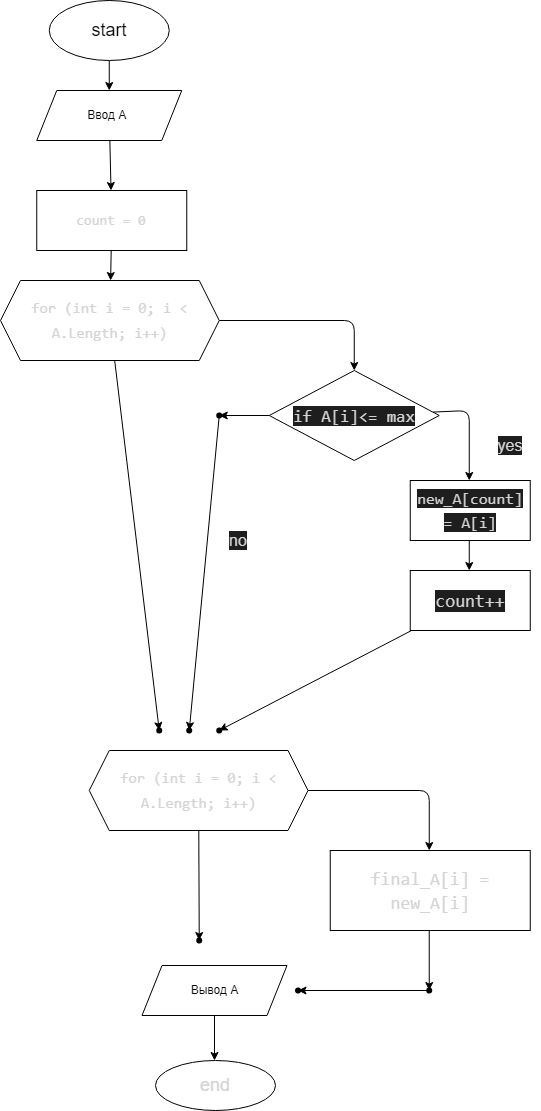 start
Ввод A
count = 0
for (int i = 0; i <
A.Length; i++)
if A[i]<= max
yes
new_A[count]
= A[i]
no
count++
for (int i = 0; i <
A.Length; i++)
final_A[i] =
new_A[i]
Вывод A
end